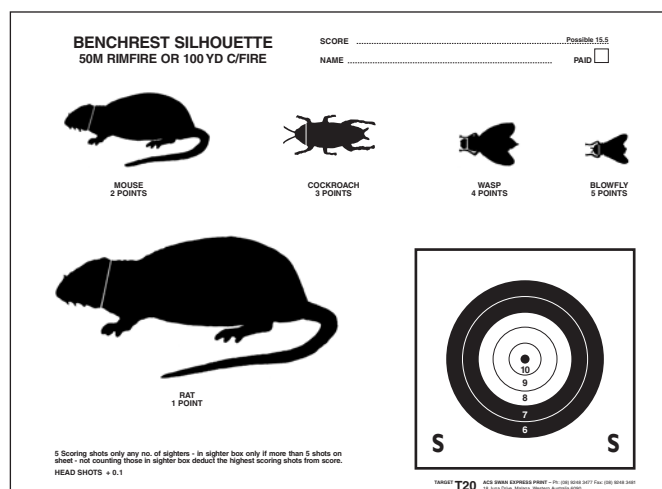 BENCHREST SILHOUETTE
50M RIMFIRE OR 100 YD C/FIRE
SCORE ........................................................................ Possible 15.5
NAME ........................................................................ PAID
MOUSE
2 POINTS
COCKROACH
3 POINTS
WASP
4 POINTS
BLOWFLY
5 POINTS
RAT
1 POINT
10
9
8
7
6
S S
5 Scoring shots only any no. of sighters - in sighter box only if more than 5 shots on
sheet - not counting those in sighter box deduct the highest scoring shots from score.
HEAD SHOTS + 0.1
TARGET T20 ACS SWAN EXPRESS PRINT – Ph: (08) 9248 3477 Fax: (08) 9248 3481